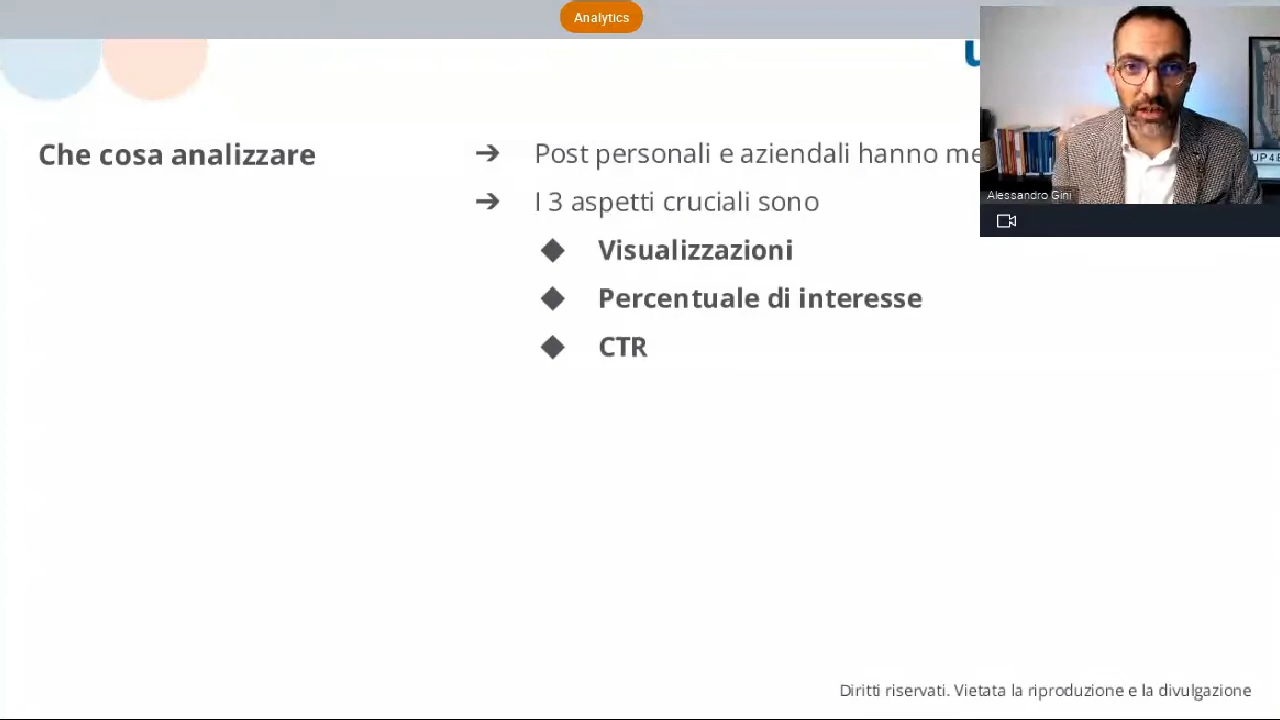 Analytics
Che cosa analizzare
➔ Post personali e aziendali hanno me
➔ I 3 aspetti cruciali sono
◆ Visualizzazioni
◆ Percentuale di interesse
◆ CTR
Alessandro Gini
UP4B
Diritti riservati. Vietata la riproduzione e la divulgazione